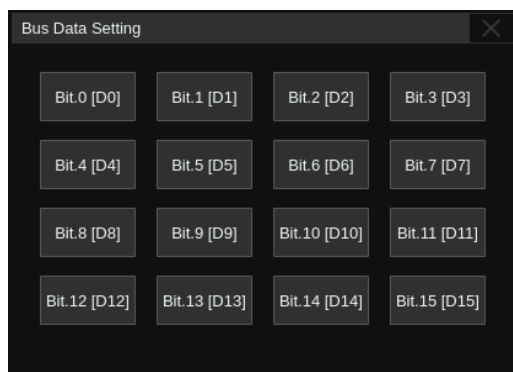 Bus Data Setting
Bit.0 [D0] Bit.1 [D1] Bit.2 [D2] Bit.3 [D3]
Bit.4 [D4] Bit.5 [D5] Bit.6 [D6] Bit.7 [D7]
Bit.8 [D8] Bit.9 [D9] Bit.10 [D10] Bit.11 [D11]
Bit.12 [D12] Bit.13 [D13] Bit.14 [D14] Bit.15 [D15]